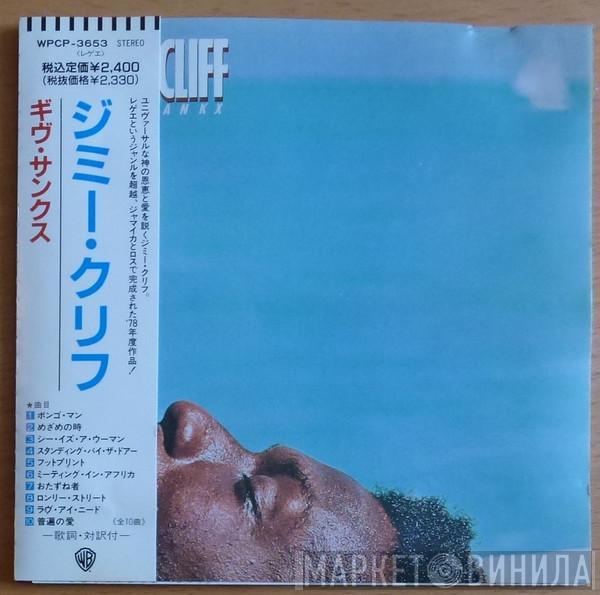 WPCP-3653 STEREO
(レゲエ)
税込定価¥2,400
(税抜価格¥2,330)
CLIFF
ANKX
ユニヴァーサルな神の恩恵と愛を説くジミー・クリフ。
レゲエというジャンルを超越、ジャマイカとロスで完成された'78年度作品!
ジミー・クリフ
ギヴ・サンクス
★曲目
1 ボンゴ・マン
2 めざめの時
3 シー・イズ・ア・ウーマン
4 スタンディング・バイ・ザ・ドアー
5 フットプリント
6 ミーティング・イン・アフリカ
7 おたずね者
8 ロンリー・ストリート
9 ラヴ・アイ・ニード
10 普遍の愛 《全10曲》
―歌詞・対訳付―
WB
МАРКЕТ ВИНИЛА